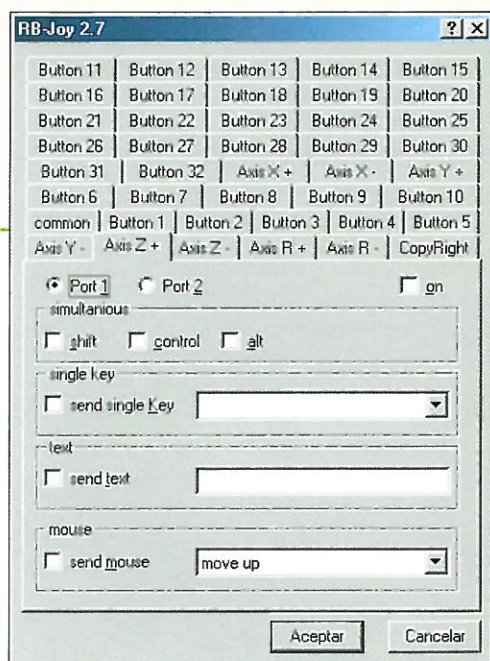 RB-Joy 2.7
Button 11 Button 12 Button 13 Button 14 Button 15
Button 16 Button 17 Button 18 Button 19 Button 20
Button 21 Button 22 Button 23 Button 24 Button 25
Button 26 Button 27 Button 28 Button 29 Button 30
Button 31 Button 32 Axis X + Axis X - Axis Y +
Button 6 Button 7 Button 8 Button 9 Button 10
common Button 1 Button 2 Button 3 Button 4 Button 5
Axis Y - Axis Z + Axis Z - Axis R + Axis R - CopyRight
Port 1 Port 2 on
simultanious
shift control alt
single key
send single Key
text
send text
mouse
send mouse move up
Aceptar Cancelar